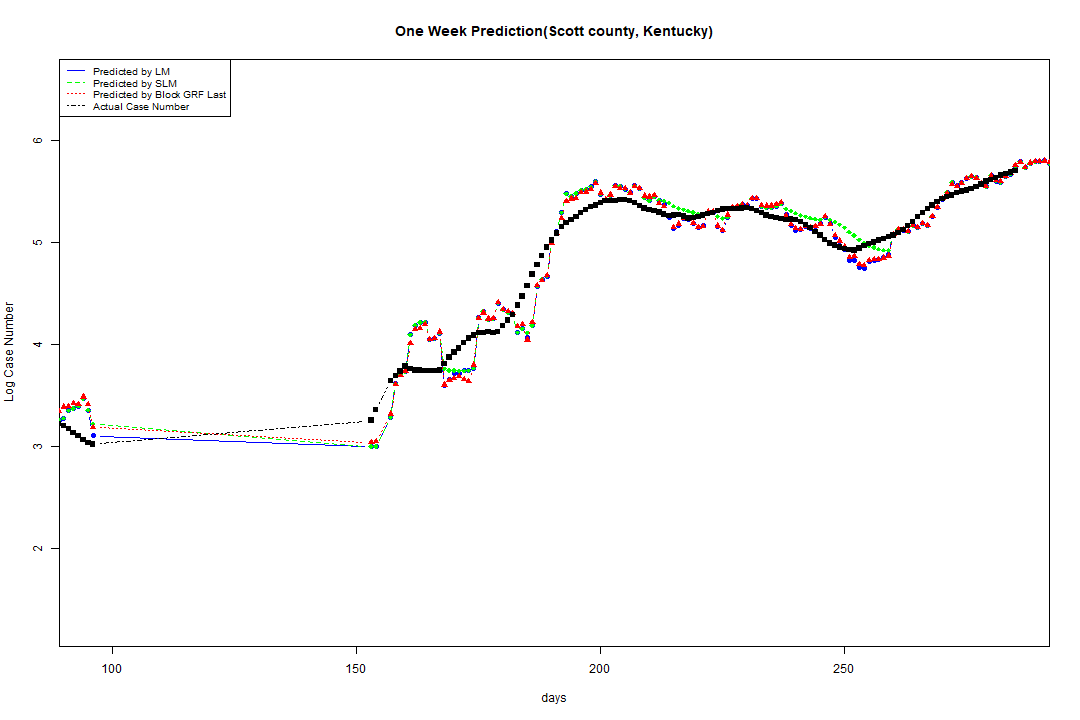 One Week Prediction(Scott county, Kentucky)
Predicted by LM
Predicted by SLM
Predicted by Block GRF Last
Actual Case Number
Log Case Number
6
5
4
3
2
100 150 200 250
days